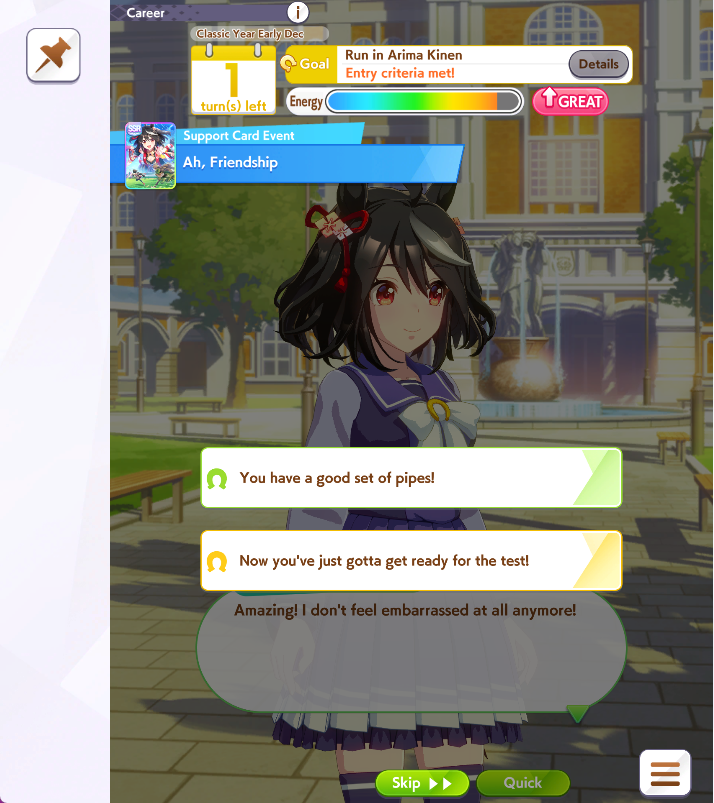 Career
i
Classic Year Early Dec
1
turn(s) left
Goal
Run in Arima Kinen
Entry criteria met!
Details
Energy
GREAT
SSR
Support Card Event
Ah, Friendship
You have a good set of pipes!
Now you've just gotta get ready for the test!
Amazing! I don't feel embarrassed at all anymore!
Skip
Quick